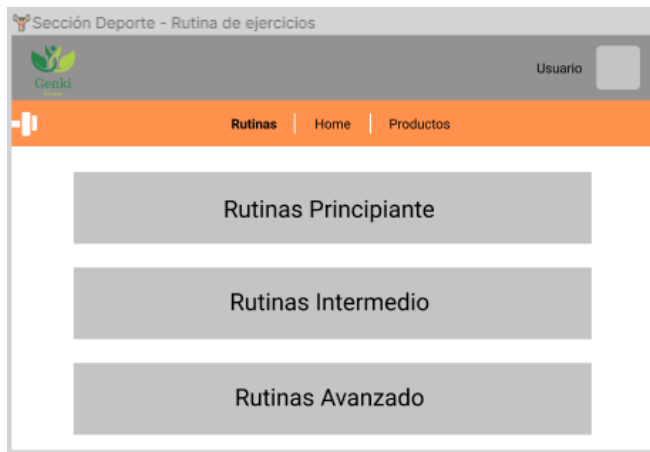 Sección Deporte - Rutina de ejercicios
Genki
Usuario
Rutinas Home Productos
Rutinas Principiante
Rutinas Intermedio
Rutinas Avanzado